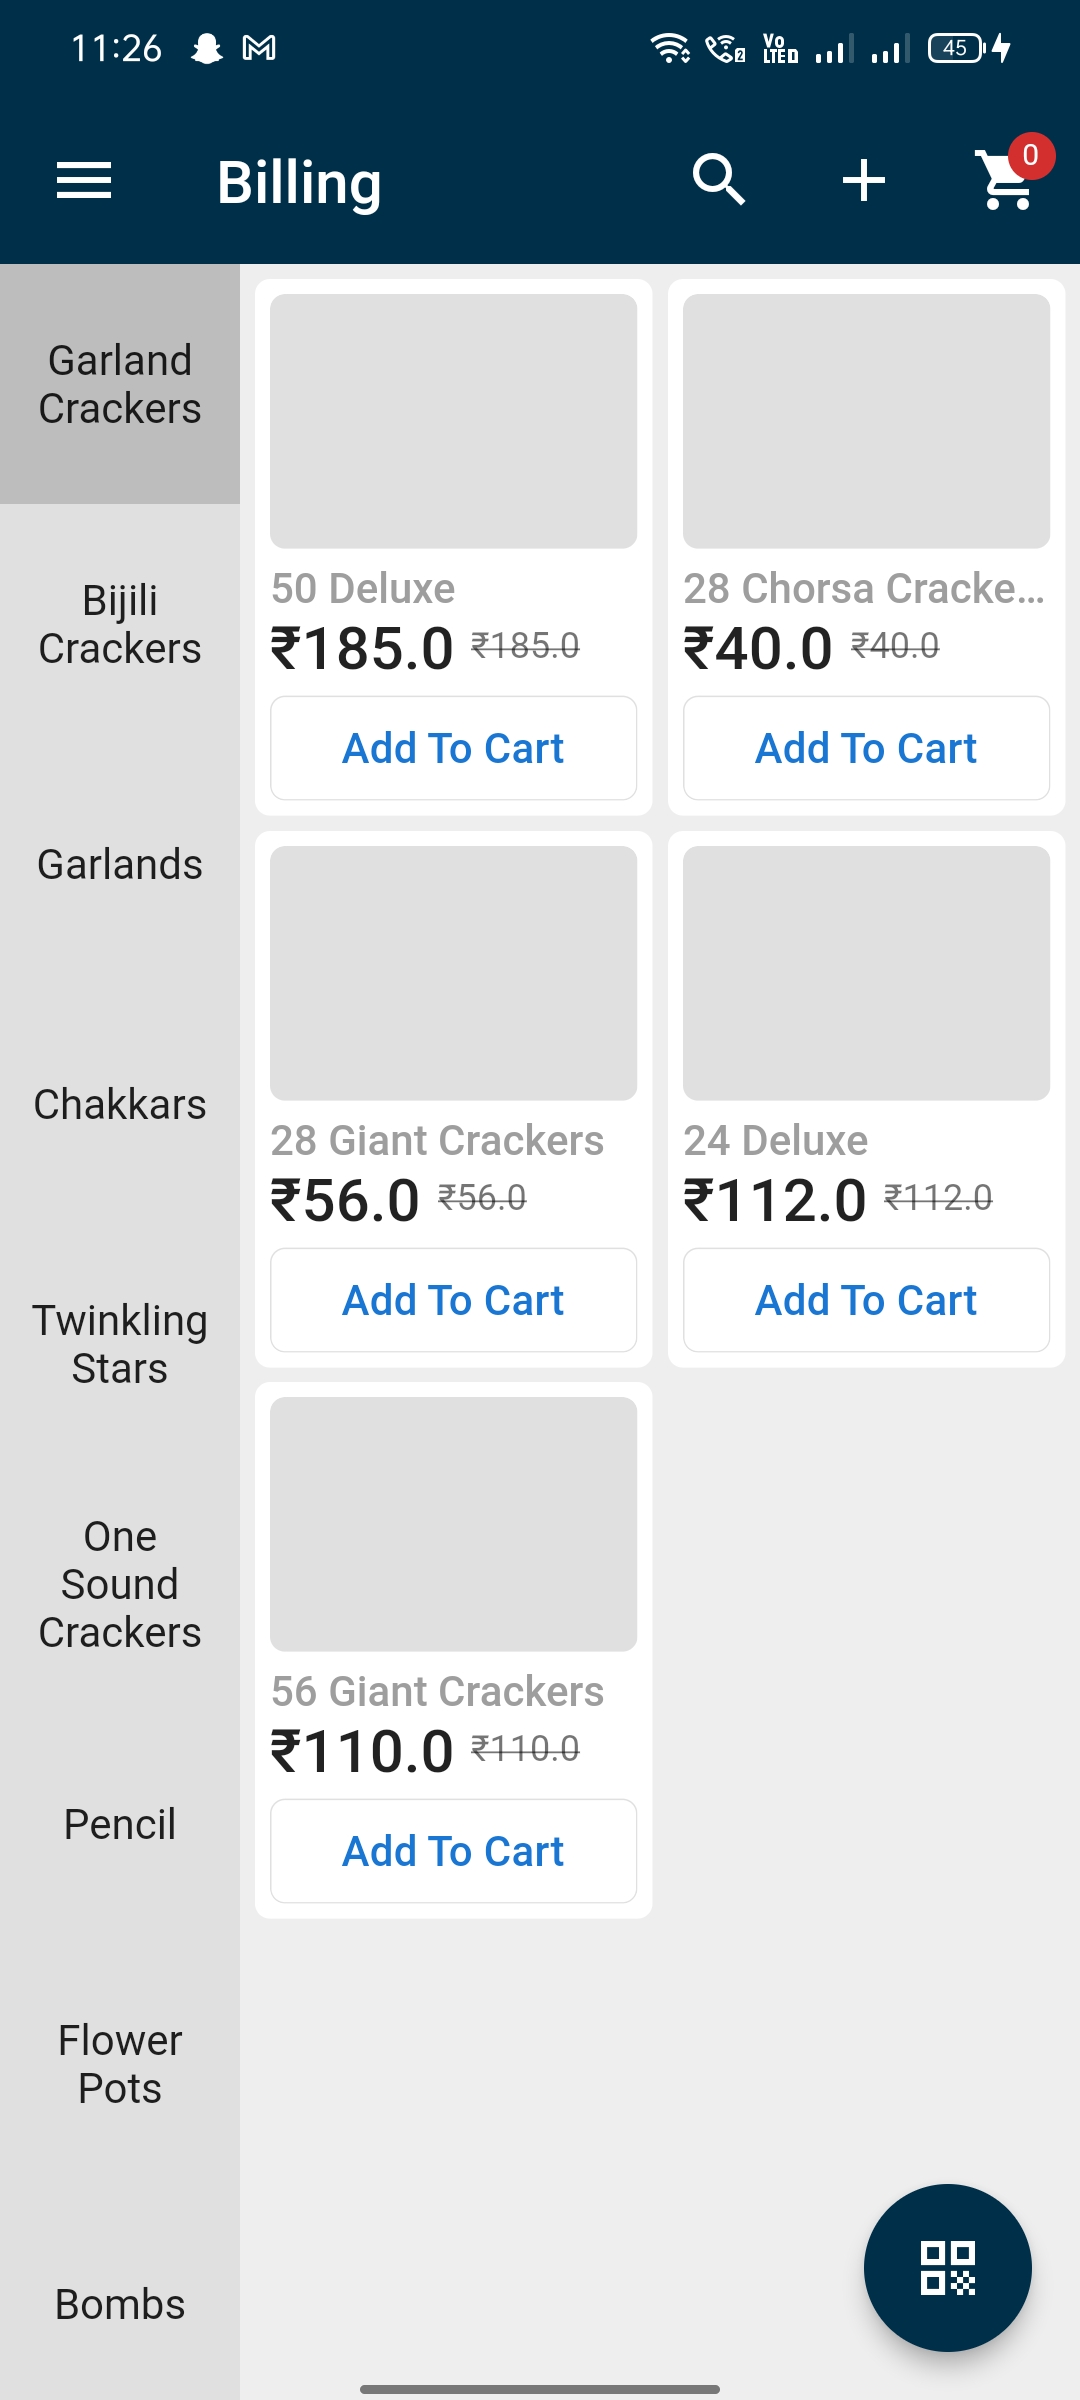 11:26
Vo
LTED
2
45
Billing
0
Garland
Crackers
Bijili
Crackers
Garlands
Chakkars
Twinkling
Stars
One
Sound
Crackers
Pencil
Flower
Pots
Bombs
50 Deluxe
₹185.0 ₹185.0
Add To Cart
28 Chorsa Cracke...
₹40.0 ₹40.0
Add To Cart
28 Giant Crackers
₹56.0 ₹56.0
Add To Cart
24 Deluxe
₹112.0 ₹112.0
Add To Cart
56 Giant Crackers
₹110.0 ₹110.0
Add To Cart